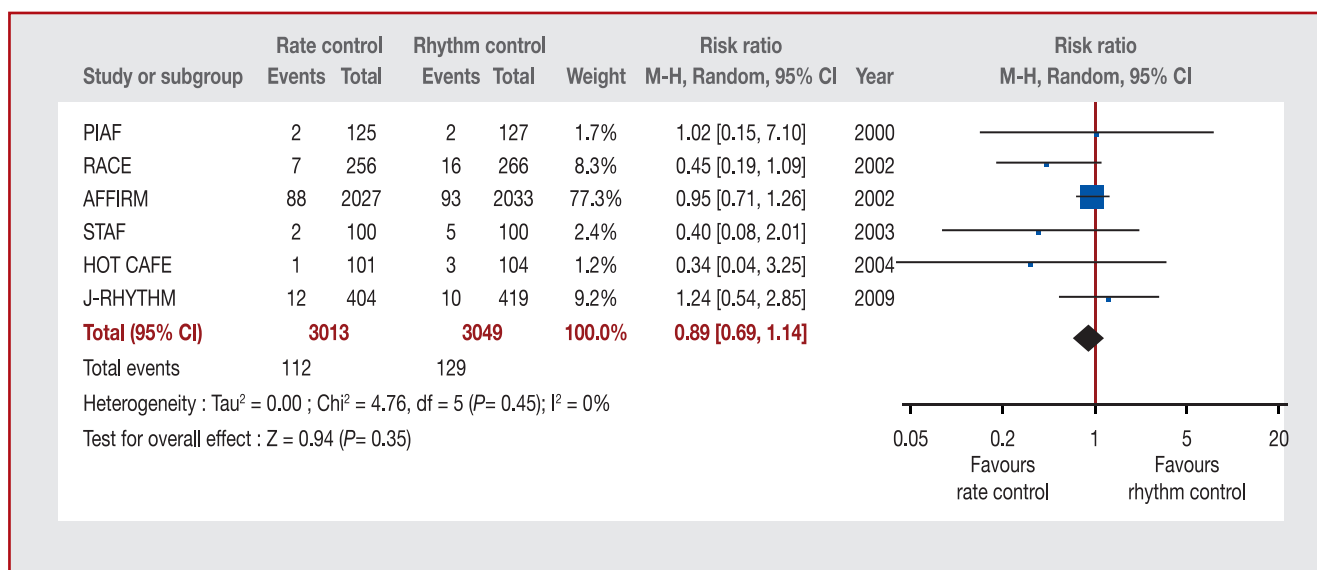 Rate control Rhythm control Risk ratio Risk ratio
Study or subgroup Events Total Events Total Weight M-H, Random, 95% CI Year M-H, Random, 95% CI
PIAF 2 125 2 127 1.7% 1.02 [0.15, 7.10] 2000
RACE 7 256 16 266 8.3% 0.45 [0.19, 1.09] 2002
AFFIRM 88 2027 93 2033 77.3% 0.95 [0.71, 1.26] 2002
STAF 2 100 5 100 2.4% 0.40 [0.08, 2.01] 2003
HOT CAFE 1 101 3 104 1.2% 0.34 [0.04, 3.25] 2004
J-RHYTHM 12 404 10 419 9.2% 1.24 [0.54, 2.85] 2009
Total (95% CI) 3013 3049 100.0% 0.89 [0.69, 1.14]
Total events 112 129
Heterogeneity : Tau² = 0.00 ; Chi² = 4.76, df = 5 (P= 0.45); I² = 0%
Test for overall effect : Z = 0.94 (P= 0.35)
0.05 0.2 1 5 20
Favours Favours
rate control rhythm control